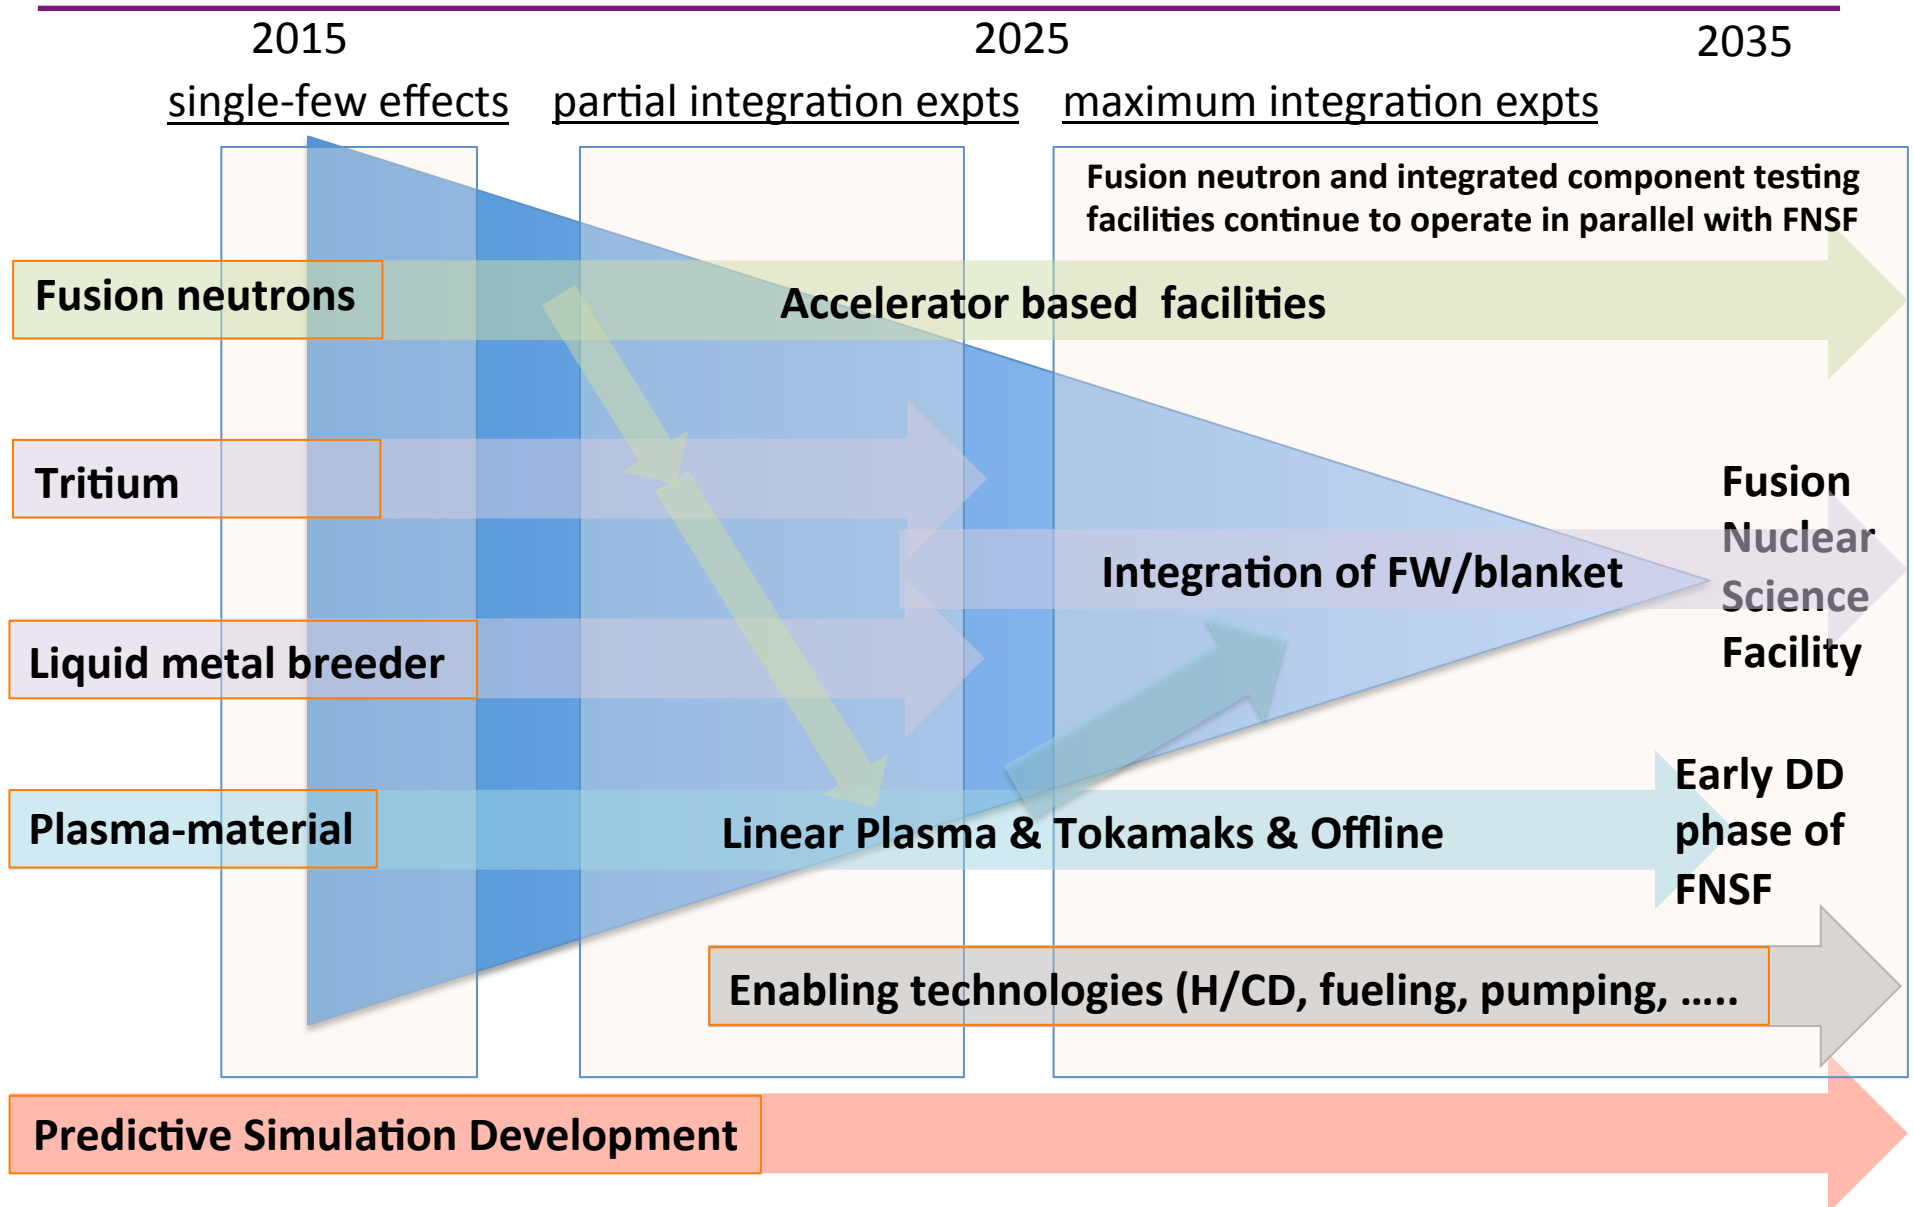 2015
2025
2035
single-few effects
partial integration expts
maximum integration expts
Fusion neutron and integrated component testing
facilities continue to operate in parallel with FNSF
Fusion neutrons
Accelerator based facilities
Tritium
Fusion
Nuclear
Science
Facility
Integration of FW/blanket
Liquid metal breeder
Plasma-material
Linear Plasma & Tokamaks & Offline
Early DD
phase of
FNSF
Enabling technologies (H/CD, fueling, pumping, …..
Predictive Simulation Development